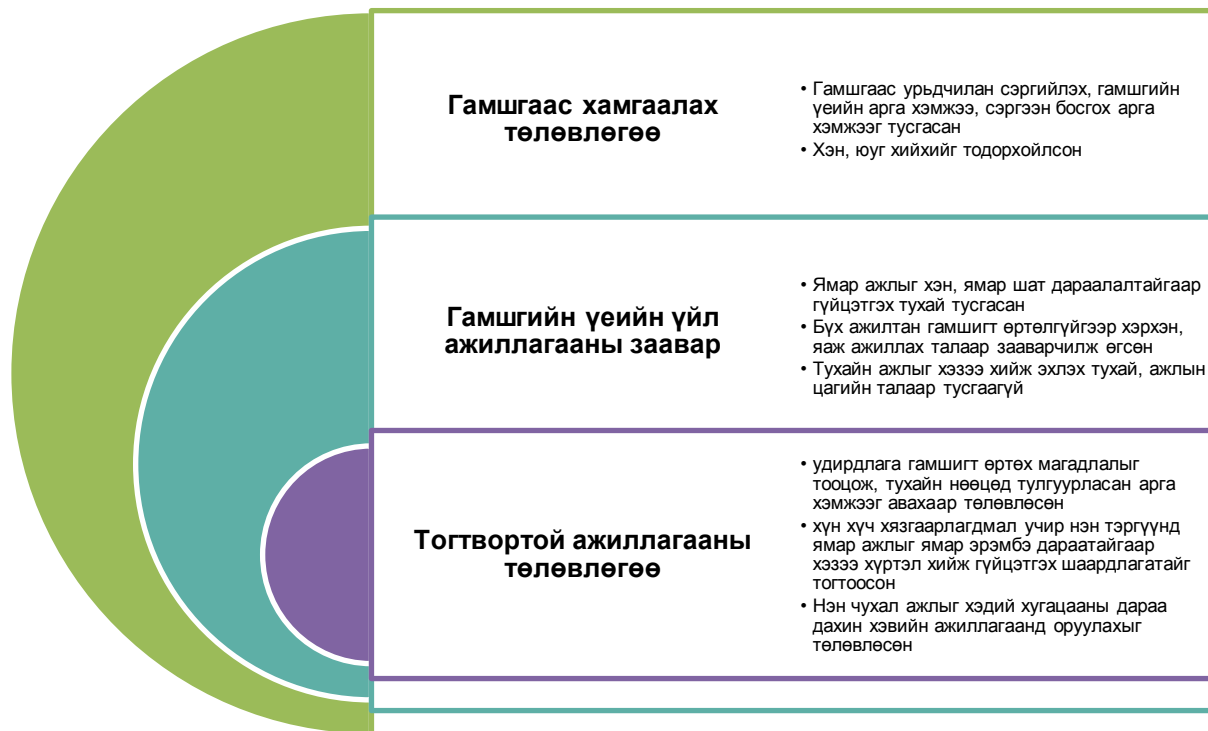 Гамшгаас хамгаалах
төлөвлөгөө
• Гамшгаас урьдчилан сэргийлэх, гамшгийн
үеийн арга хэмжээ, сэргээн босгох арга
хэмжээг тусгасан
• Хэн, юуг хийхийг тодорхойлсон
Гамшгийн үеийн үйл
ажиллагааны заавар
• Ямар ажлыг хэн, ямар шат дараалалтайгаар
гүйцэтгэх тухай тусгасан
• Бүх ажилтан гамшигт өртөлгүйгээр хэрхэн,
яаж ажиллах талаар зааварчилж өгсөн
• Тухайн ажлыг хэзээ хийж эхлэх тухай, ажлын
цагийн талаар тусгаагүй
Тогтвортой ажиллагааны
төлөвлөгөө
• удирдлага гамшигт өртөх магадлалыг
тооцож, тухайн нөөцөд тулгуурласан арга
хэмжээг авахаар төлөвлөсөн
• хүн хүч хязгаарлагдмал учир нэн тэргүүнд
ямар ажлыг ямар эрэмбэ дараатайгаар
хэзээ хүртэл хийж гүйцэтгэх шаардлагатайг
тогтоосон
• Нэн чухал ажлыг хэдий хугацааны дараа
дахин хэвийн ажиллагаанд оруулахыг
төлөвлөсөн